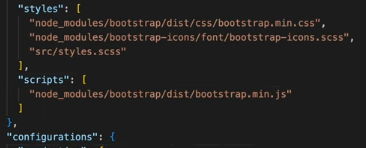 "styles": [
"node_modules/bootstrap/dist/css/bootstrap.min.css",
"node_modules/bootstrap-icons/font/bootstrap-icons.scss",
"src/styles.scss"
],
"scripts": [
"node_modules/bootstrap/dist/bootstrap.min.js"
]
},
"configurations": {